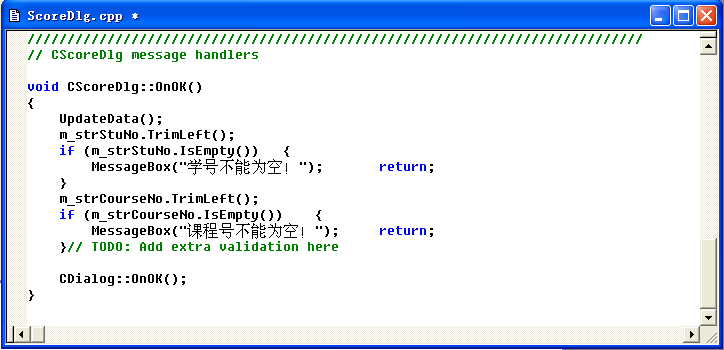 ScoreDlg.cpp *
/////////////////////////////////////////////////////////////////////////////
// CScoreDlg message handlers
void CScoreDlg::OnOK()
{
    UpdateData();
    m_strStuNo.TrimLeft();
    if (m_strStuNo.IsEmpty())   {
        MessageBox("学号不能为空！");       return;
    }
    m_strCourseNo.TrimLeft();
    if (m_strCourseNo.IsEmpty())    {
        MessageBox("课程号不能为空！");     return;
    }// TODO: Add extra validation here
    CDialog::OnOK();
}